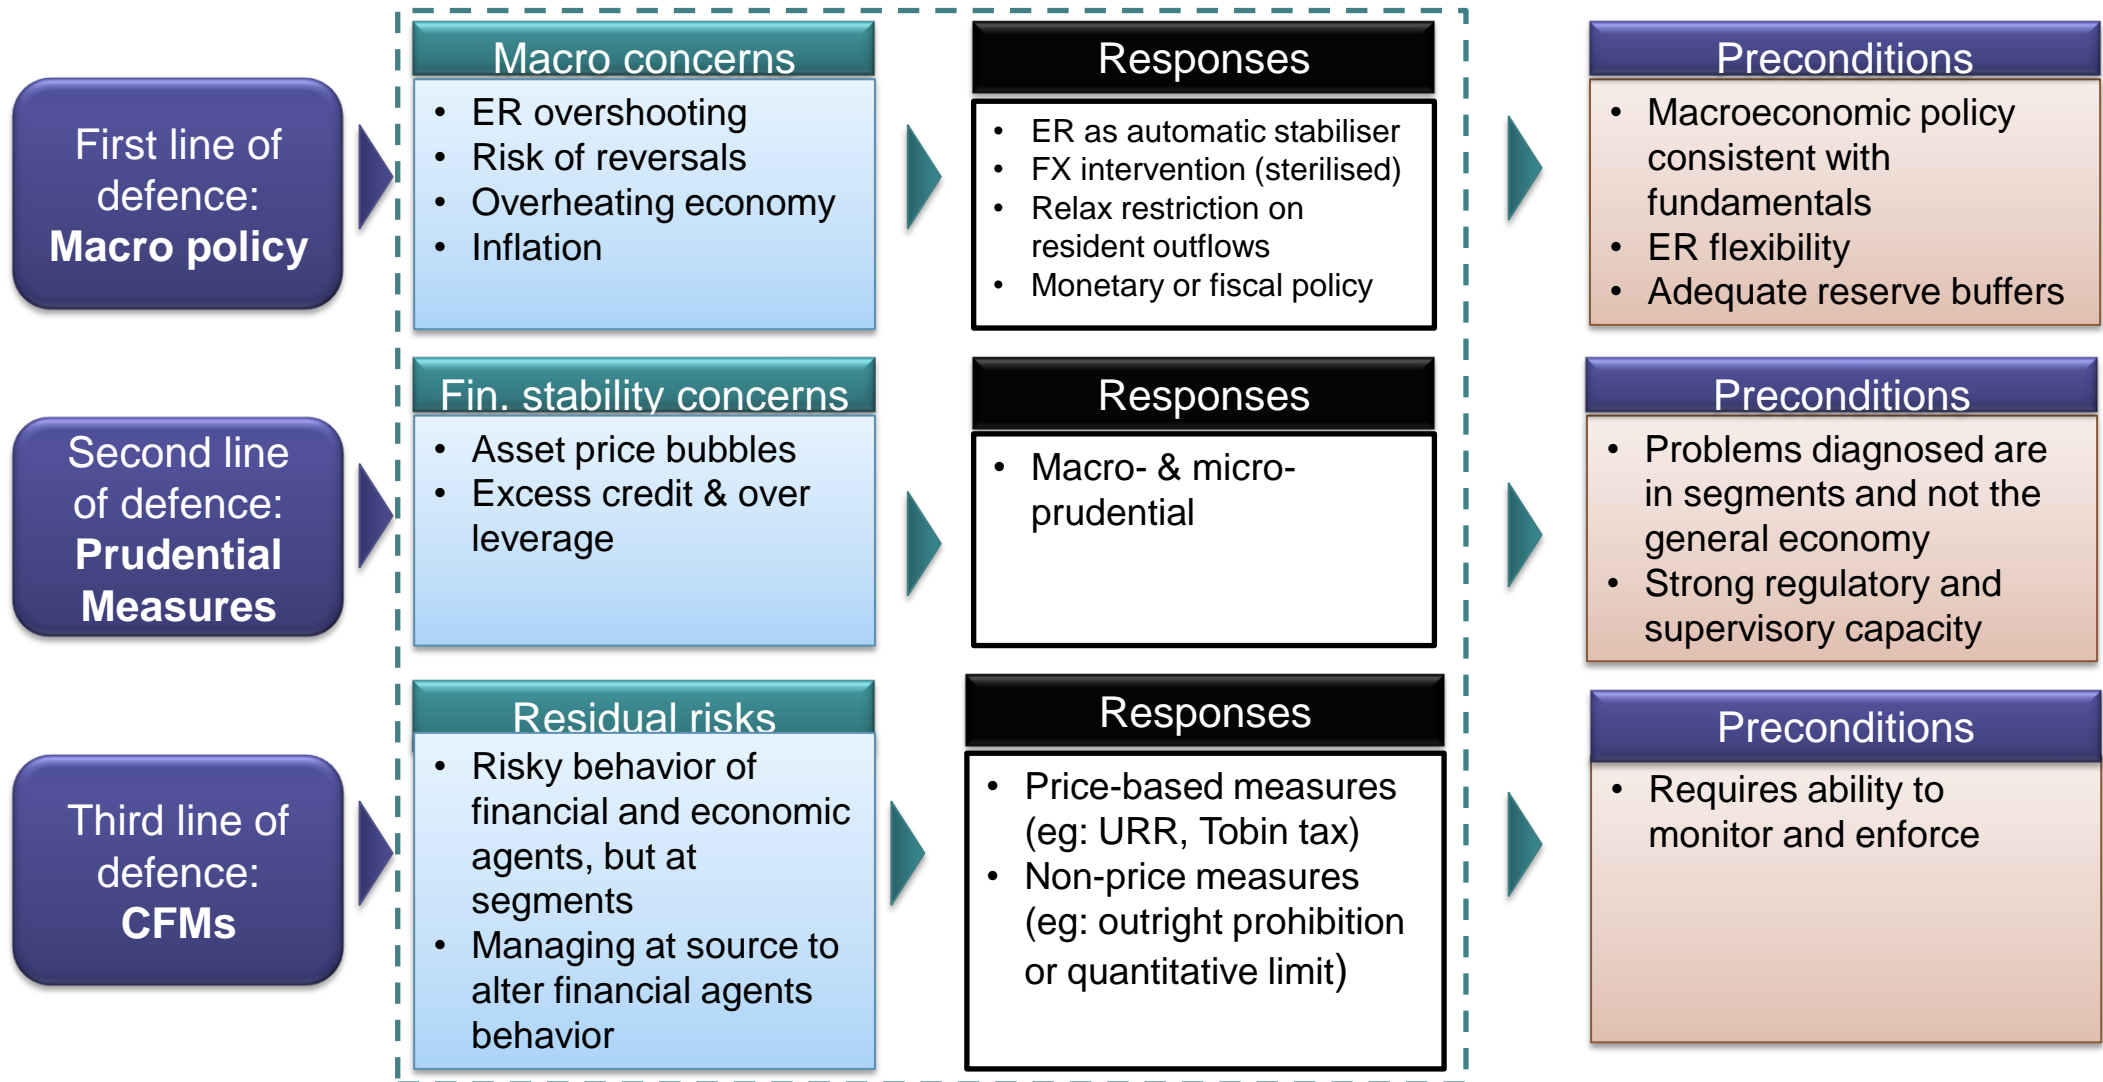 First line of
defence:
Macro policy
Macro concerns
• ER overshooting
• Risk of reversals
• Overheating economy
• Inflation
Responses
• ER as automatic stabiliser
• FX intervention (sterilised)
• Relax restriction on
resident outflows
• Monetary or fiscal policy
Preconditions
• Macroeconomic policy
consistent with
fundamentals
• ER flexibility
• Adequate reserve buffers
Second line
of defence:
Prudential
Measures
Fin. stability concerns
• Asset price bubbles
• Excess credit & over
leverage
Responses
• Macro- & micro-
prudential
Preconditions
• Problems diagnosed are
in segments and not the
general economy
• Strong regulatory and
supervisory capacity
Third line of
defence:
CFMs
Residual risks
• Risky behavior of
financial and economic
agents, but at
segments
• Managing at source to
alter financial agents
behavior
Responses
• Price-based measures
(eg: URR, Tobin tax)
• Non-price measures
(eg: outright prohibition
or quantitative limit)
Preconditions
• Requires ability to
monitor and enforce